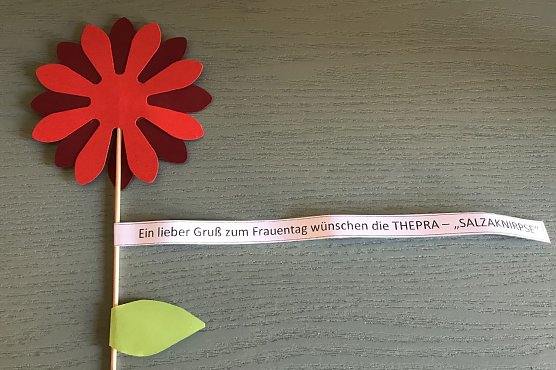 Ein lieber Gruß zum Frauentag wünschen die THEPRA – „SALZAKNIRPSE“